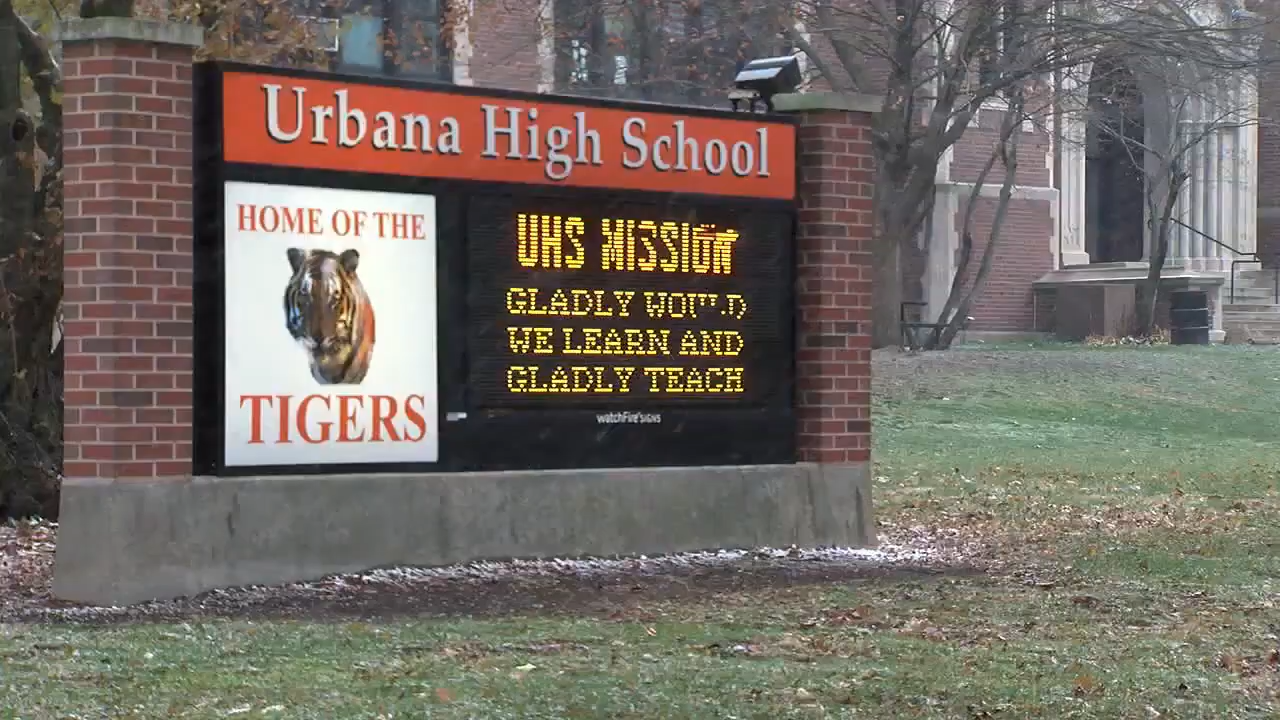 Urbana High School
HOME OF THE
TIGERS
UHS MISSION
GLADLY WOULD
WE LEARN AND
GLADLY TEACH
watchFire SIGNS